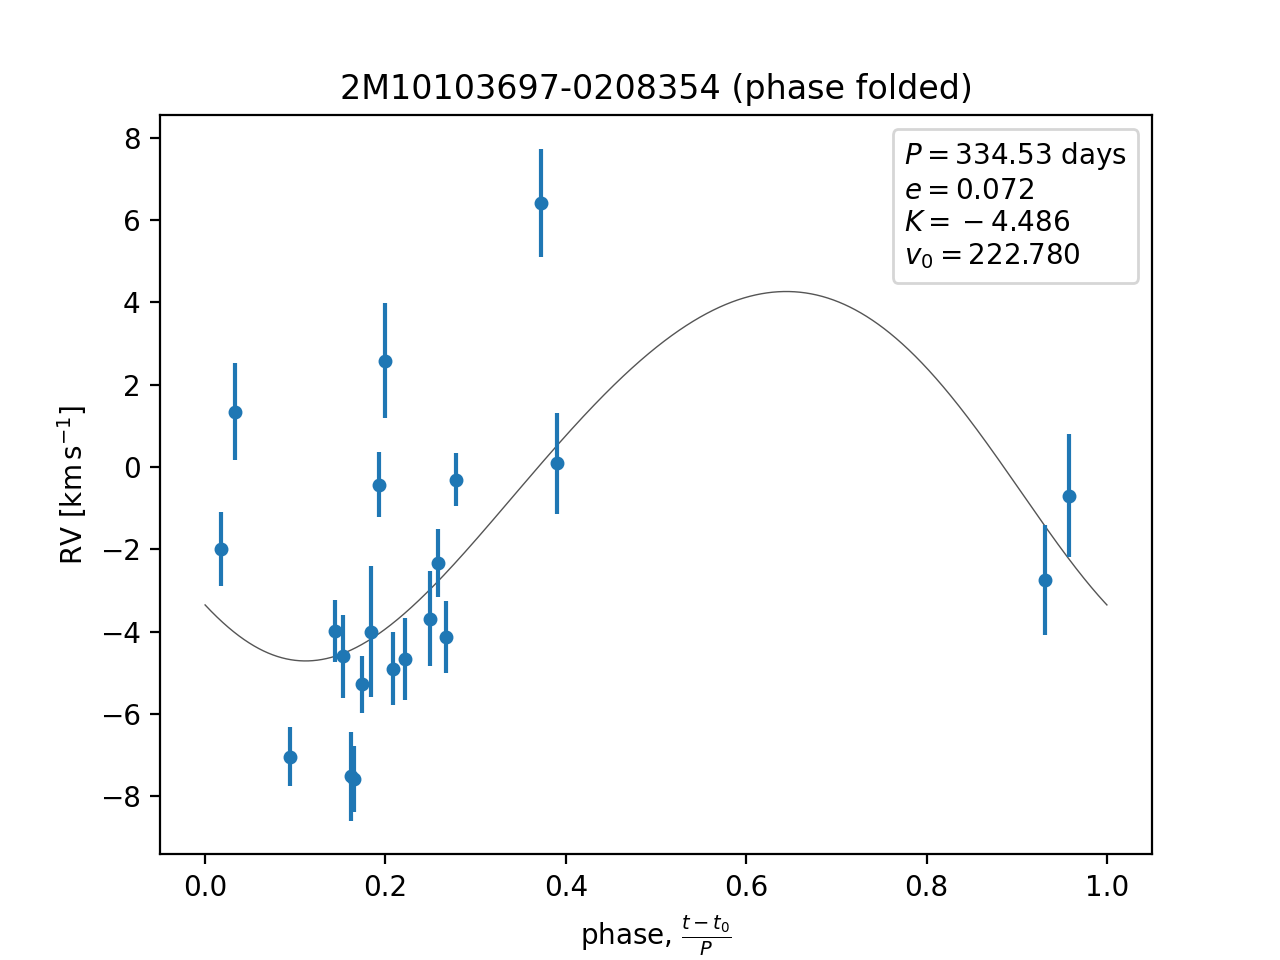 2M10103697-0208354 (phase folded)
P = 334.53 days
e = 0.072
K = −4.486
v₀ = 222.780
8
6
4
2
0
−2
−4
−6
−8
RV [km s⁻¹]
0.0 0.2 0.4 0.6 0.8 1.0
phase, (t − t₀)/P